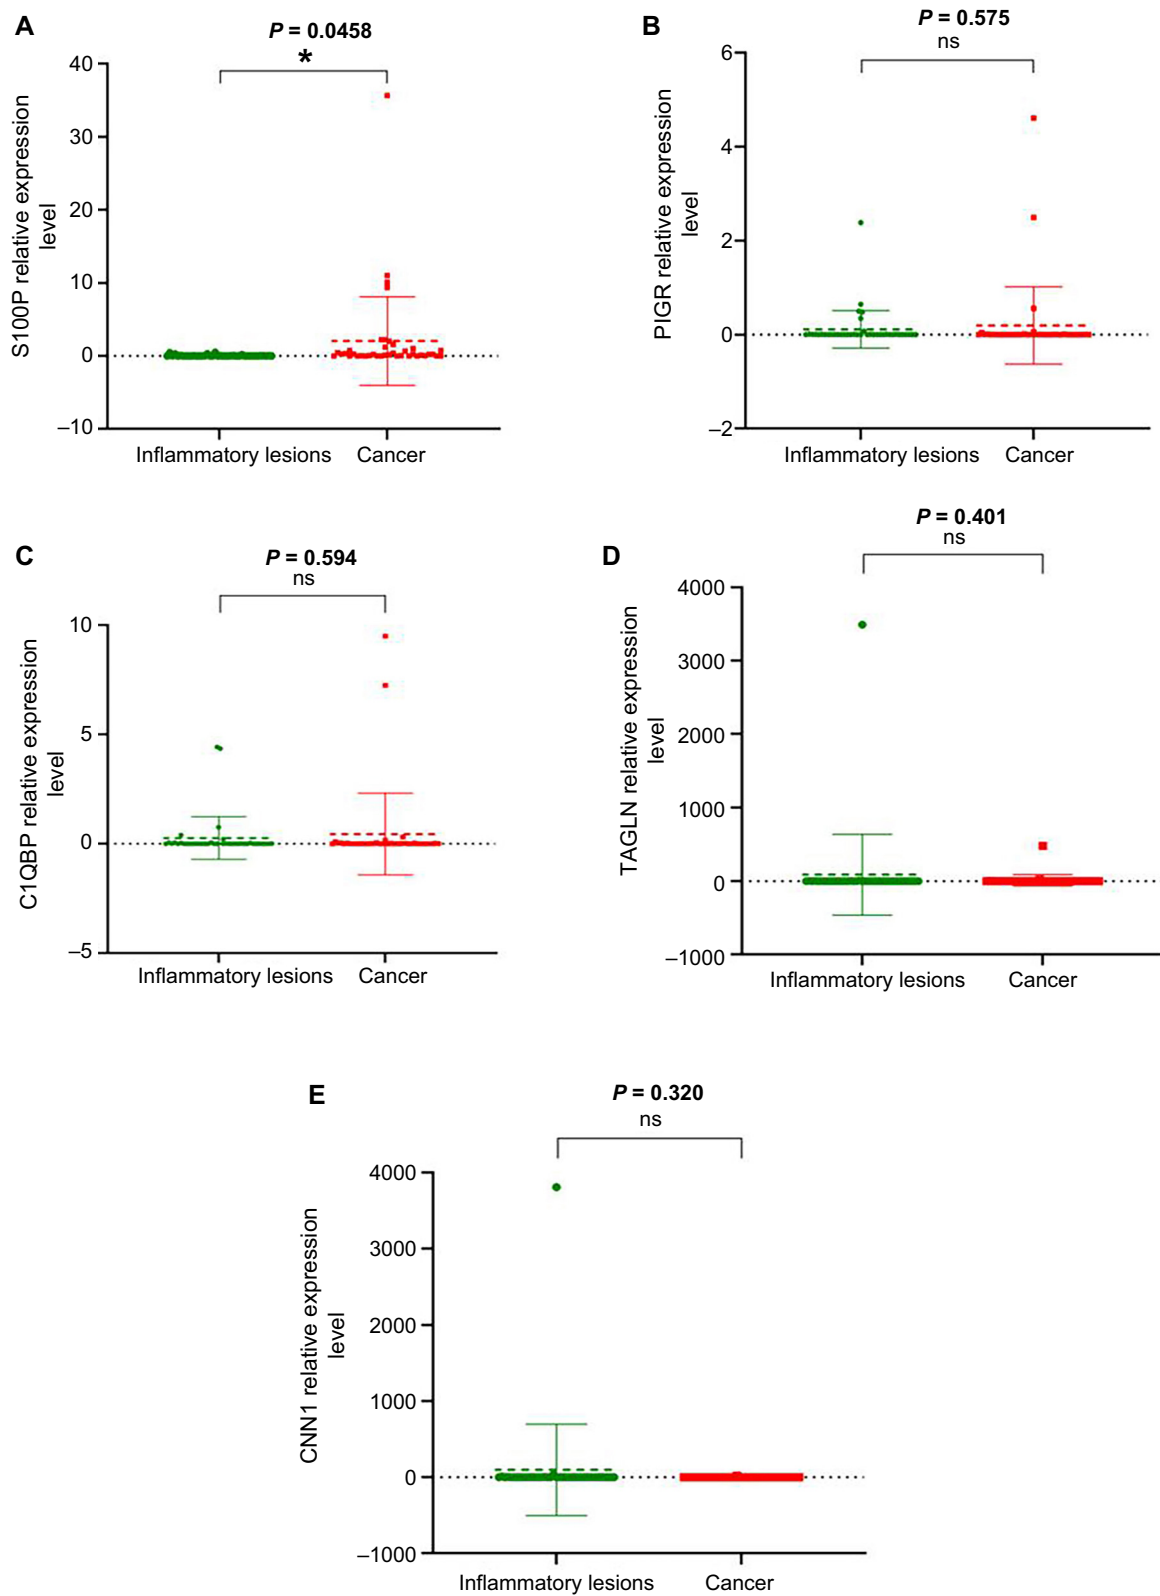 A
P = 0.0458
*
S100P relative expression
level
40
30
20
10
0
–10
Inflammatory lesions
Cancer
B
P = 0.575
ns
PIGR relative expression
level
6
4
2
0
–2
Inflammatory lesions
Cancer
C
P = 0.594
ns
C1QBP relative expression
level
10
5
0
–5
Inflammatory lesions
Cancer
D
P = 0.401
ns
TAGLN relative expression
level
4000
3000
2000
1000
0
–1000
Inflammatory lesions
Cancer
E
P = 0.320
ns
CNN1 relative expression
level
4000
3000
2000
1000
0
–1000
Inflammatory lesions
Cancer